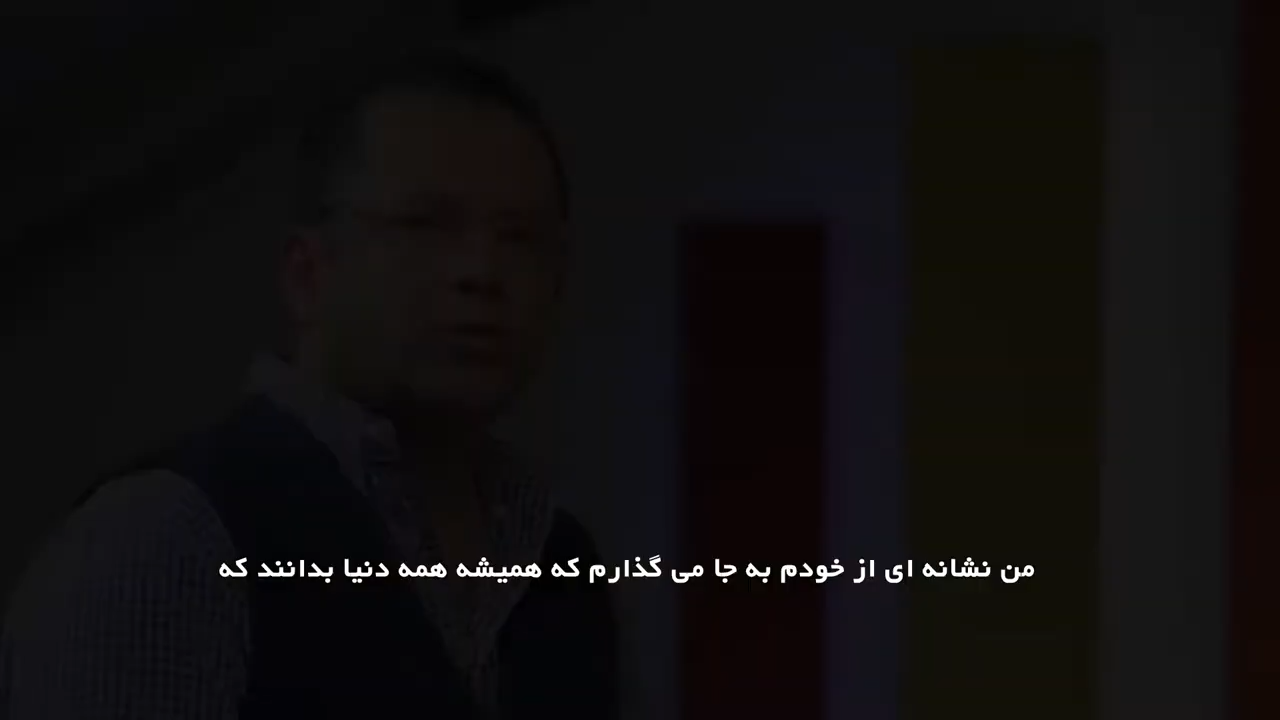 من نشانه ای از خودم به جا می گذارم که همیشه همه دنیا بدانند که